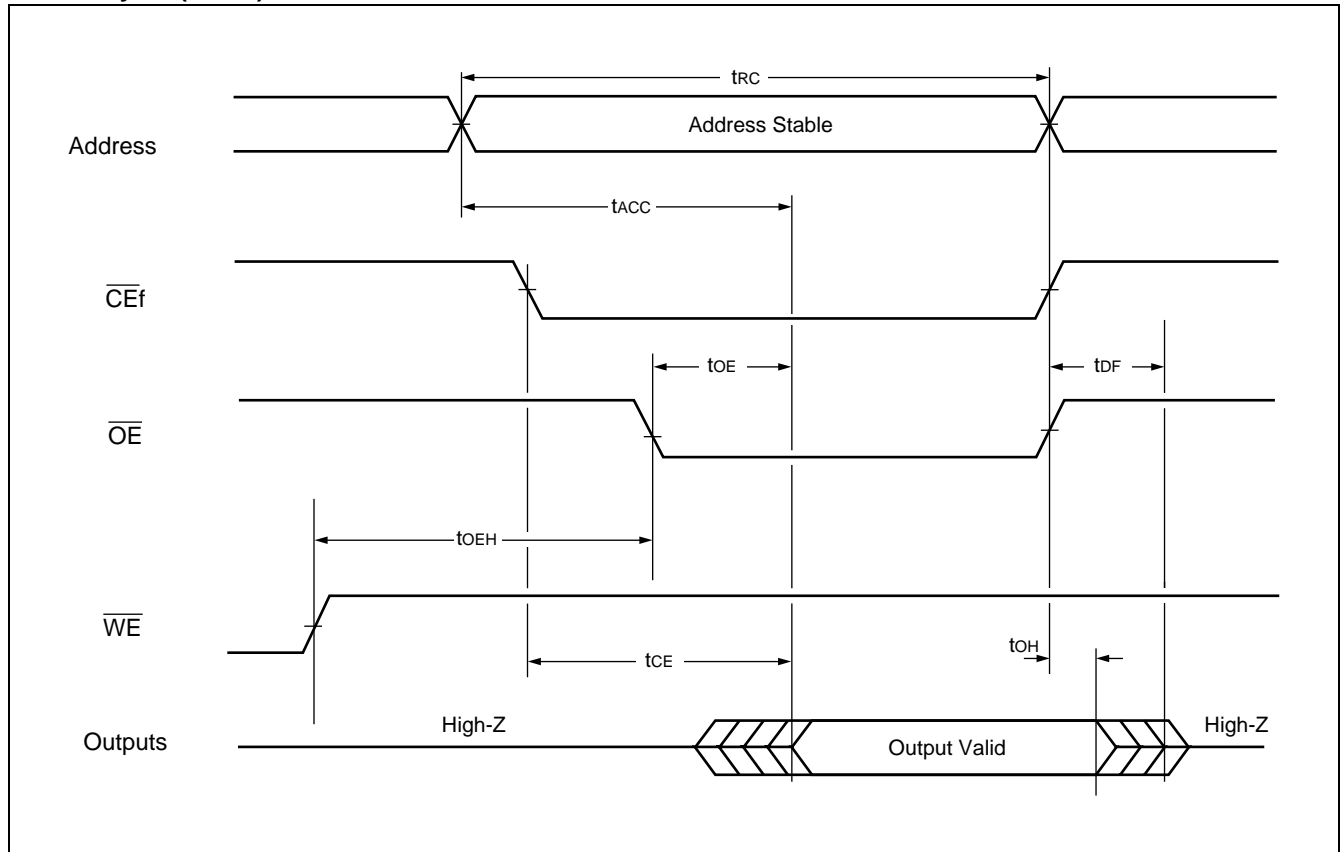 tRC
Address Stable
Address
tACC
CEf
tOE
tDF
OE
tOEH
WE
tOH
tCE
High-Z
High-Z
Outputs
Output Valid